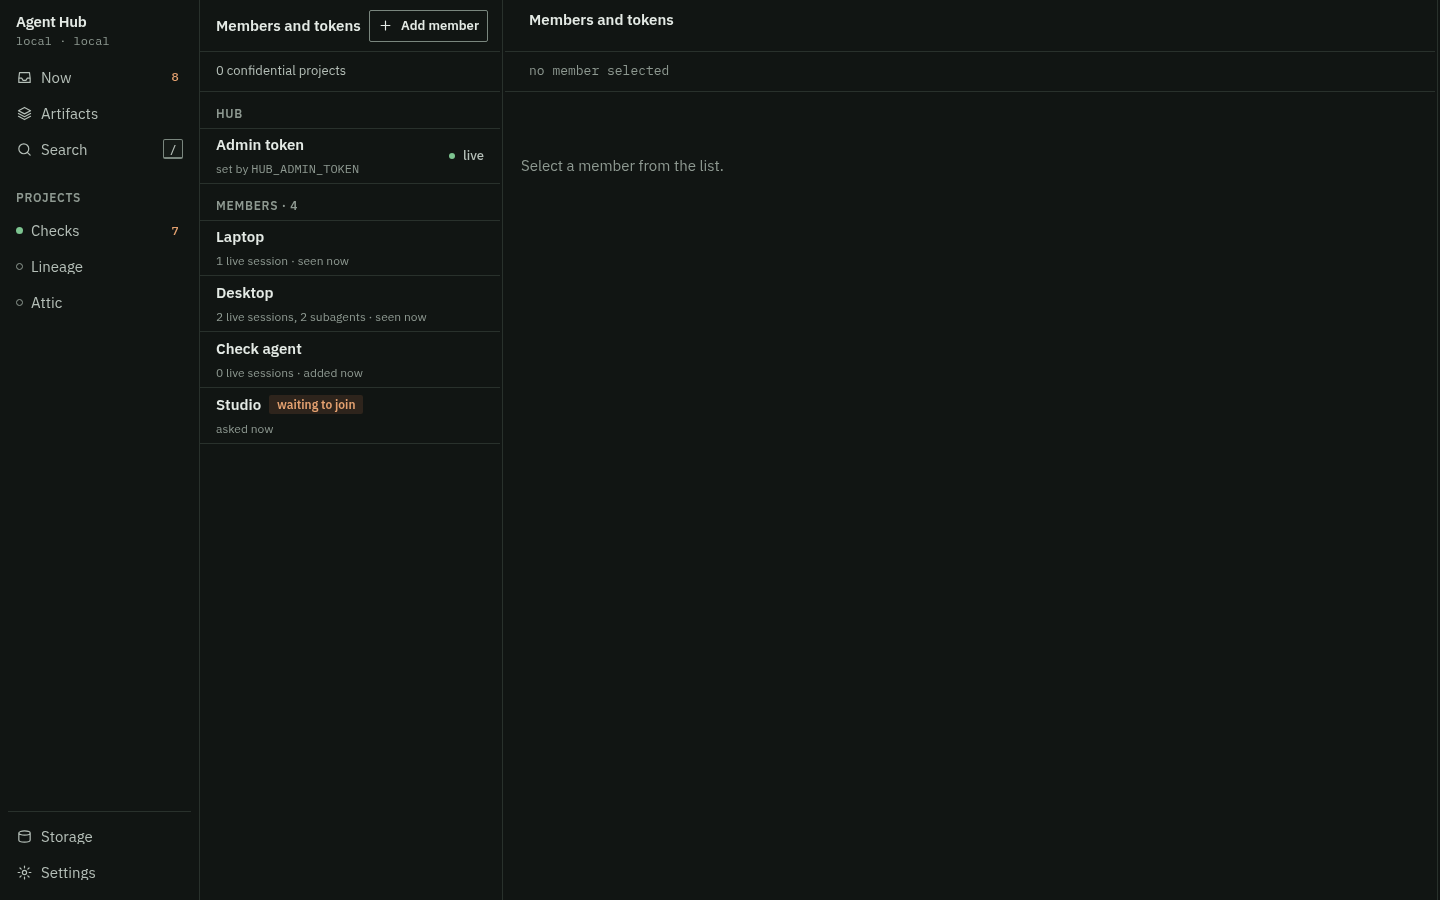 Agent Hub
local · local
Now 8
Artifacts
Search /
PROJECTS
Checks 7
Lineage
Attic
Storage
Settings
Members and tokens + Add member
0 confidential projects
HUB
Admin token
set by HUB_ADMIN_TOKEN
live
MEMBERS · 4
Laptop
1 live session · seen now
Desktop
2 live sessions, 2 subagents · seen now
Check agent
0 live sessions · added now
Studio waiting to join
asked now
Members and tokens
no member selected
Select a member from the list.